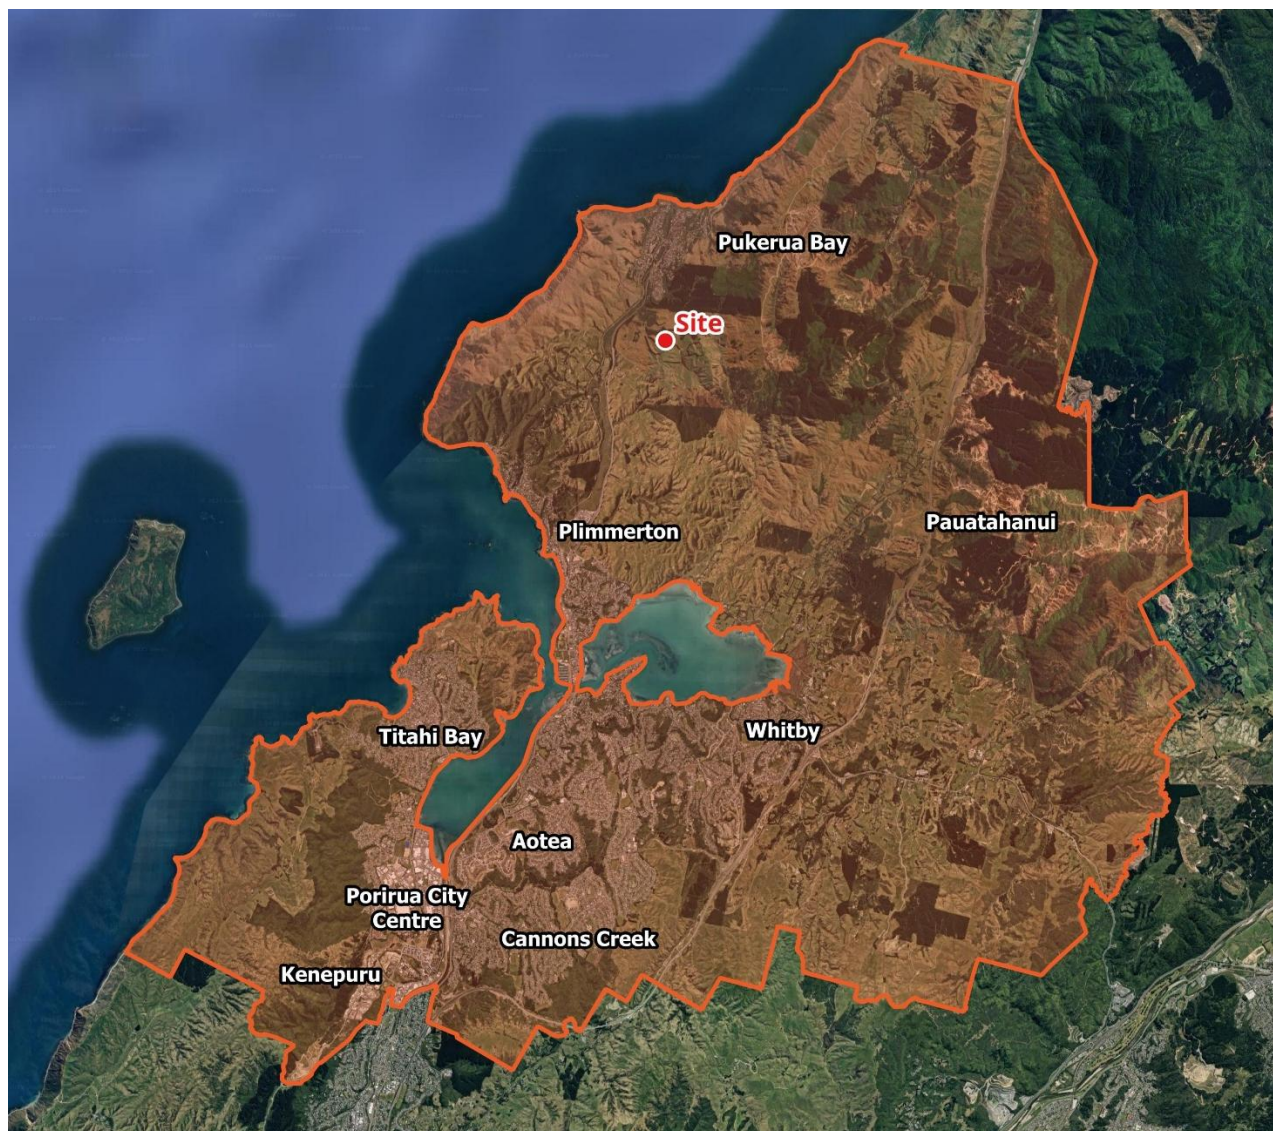 Pukerua Bay
Site
Pauatahanui
Plimmerton
Titahi Bay
Whitby
Aotea
Porirua City
Centre
Cannons Creek
Kenepuru